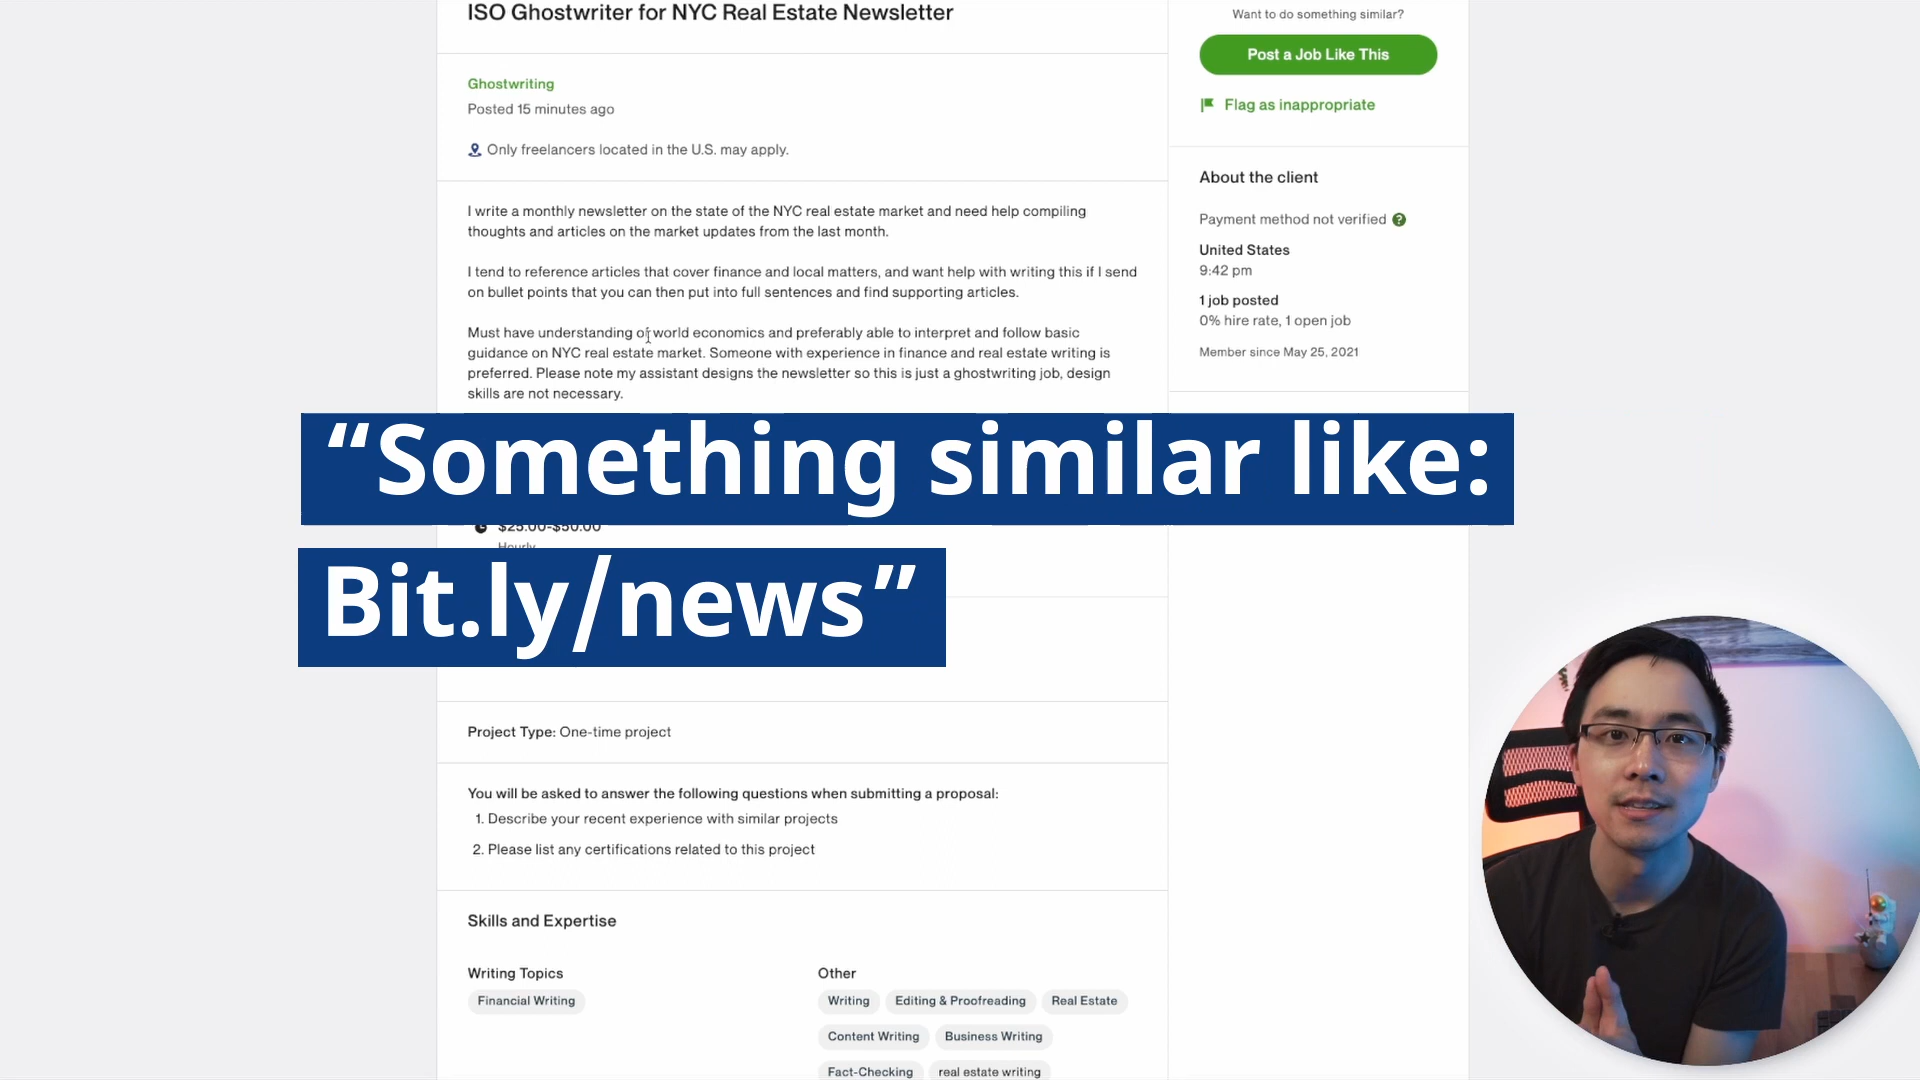 ISO Ghostwriter for NYC Real Estate Newsletter
Ghostwriting
Posted 15 minutes ago
Only freelancers located in the U.S. may apply.
I write a monthly newsletter on the state of the NYC real estate market and need help compiling
thoughts and articles on the market updates from the last month.
I tend to reference articles that cover finance and local matters, and want help with writing this if I send
on bullet points that you can then put into full sentences and find supporting articles.
Must have understanding of world economics and preferably able to interpret and follow basic
guidance on NYC real estate market. Someone with experience in finance and real estate writing is
preferred. Please note my assistant designs the newsletter so this is just a ghostwriting job, design
skills are not necessary.
“Something similar like:
$25.00-$50.00
Hourly
Bit.ly/news”
Project Type: One-time project
You will be asked to answer the following questions when submitting a proposal:
1. Describe your recent experience with similar projects
2. Please list any certifications related to this project
Skills and Expertise
Writing Topics
Financial Writing
Other
Writing Editing & Proofreading Real Estate
Content Writing Business Writing
Fact-Checking real estate writing
Want to do something similar?
Post a Job Like This
Flag as inappropriate
About the client
Payment method not verified ?
United States
9:42 pm
1 job posted
0% hire rate, 1 open job
Member since May 25, 2021